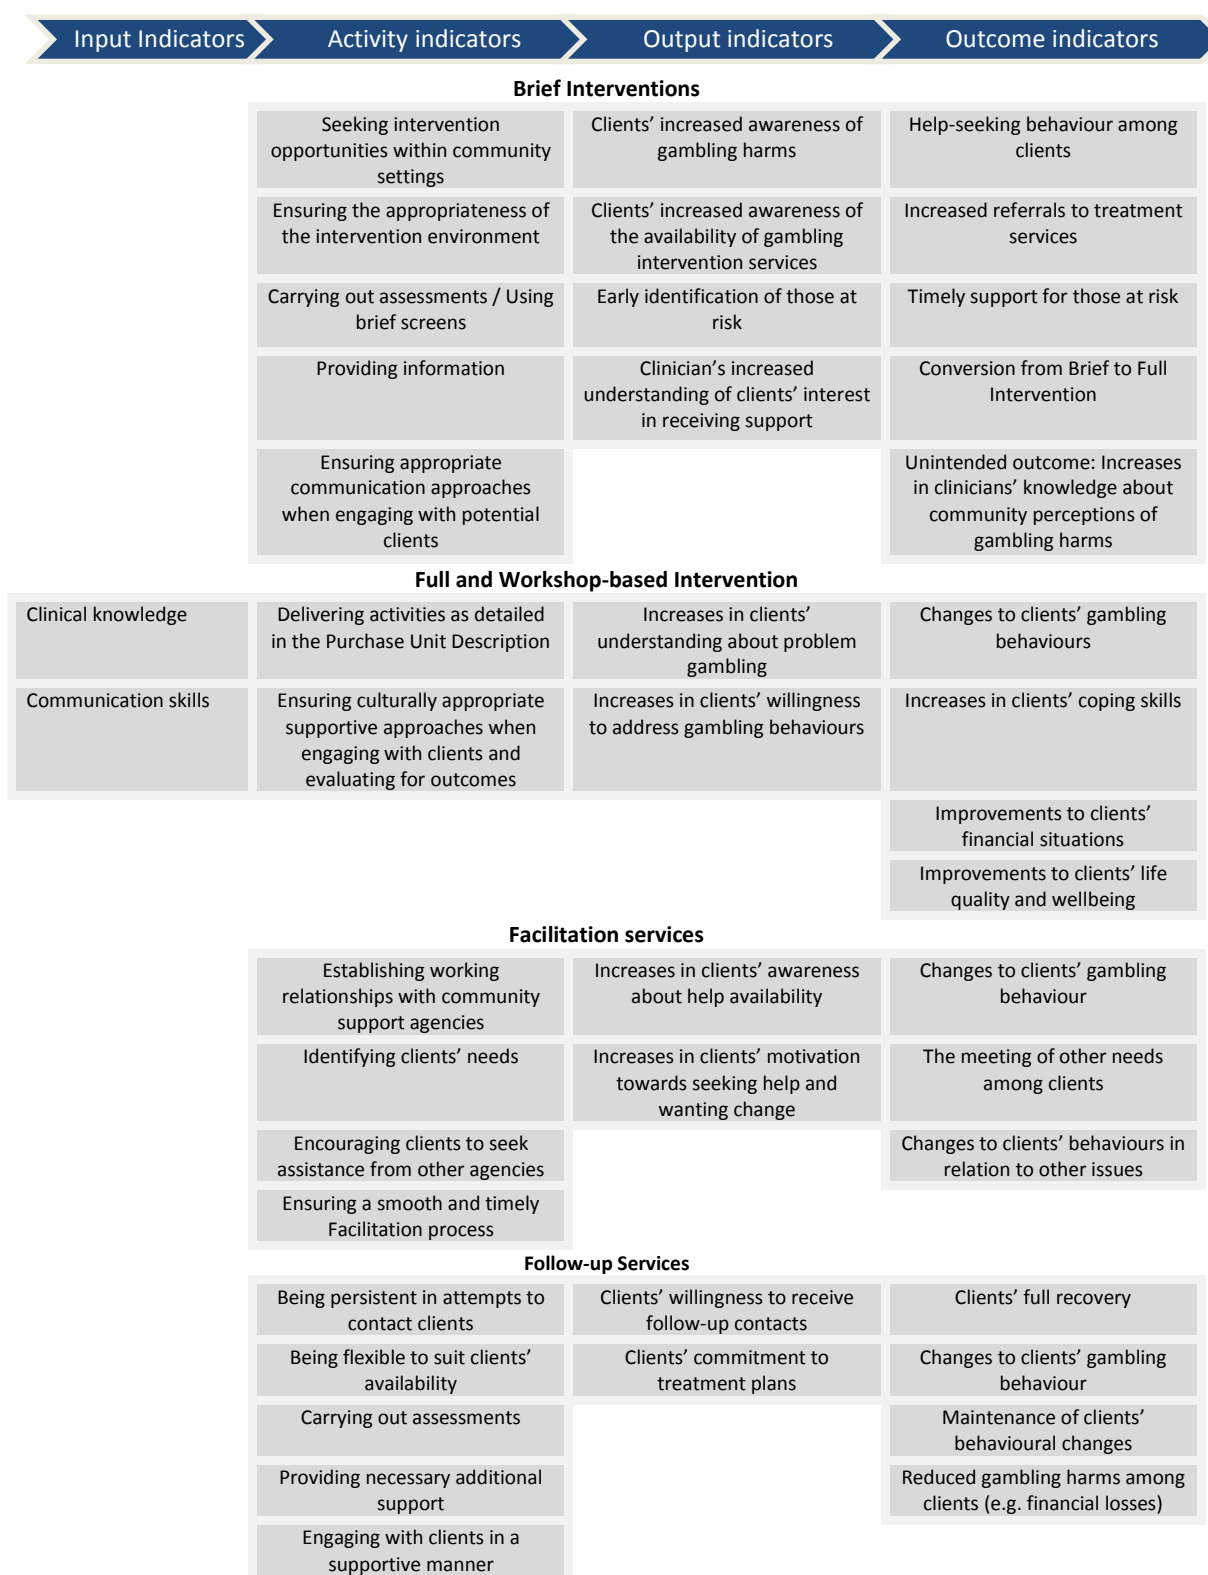 Input Indicators
Activity indicators
Output indicators
Outcome indicators
Brief Interventions
Seeking intervention
opportunities within community
settings
Clients’ increased awareness of
gambling harms
Help-seeking behaviour among
clients
Ensuring the appropriateness of
the intervention environment
Clients’ increased awareness of
the availability of gambling
intervention services
Increased referrals to treatment
services
Carrying out assessments / Using
brief screens
Early identification of those at
risk
Timely support for those at risk
Providing information
Clinician’s increased
understanding of clients’ interest
in receiving support
Conversion from Brief to Full
Intervention
Ensuring appropriate
communication approaches
when engaging with potential
clients
Unintended outcome: Increases
in clinicians’ knowledge about
community perceptions of
gambling harms
Full and Workshop-based Intervention
Clinical knowledge
Delivering activities as detailed
in the Purchase Unit Description
Increases in clients’
understanding about problem
gambling
Changes to clients’ gambling
behaviours
Communication skills
Ensuring culturally appropriate
supportive approaches when
engaging with clients and
evaluating for outcomes
Increases in clients’ willingness
to address gambling behaviours
Increases in clients’ coping skills
Improvements to clients’
financial situations
Improvements to clients’ life
quality and wellbeing
Facilitation services
Establishing working
relationships with community
support agencies
Increases in clients’ awareness
about help availability
Changes to clients’ gambling
behaviour
Identifying clients’ needs
Increases in clients’ motivation
towards seeking help and
wanting change
The meeting of other needs
among clients
Encouraging clients to seek
assistance from other agencies
Changes to clients’ behaviours in
relation to other issues
Ensuring a smooth and timely
Facilitation process
Follow-up Services
Being persistent in attempts to
contact clients
Clients’ willingness to receive
follow-up contacts
Clients’ full recovery
Being flexible to suit clients’
availability
Clients’ commitment to
treatment plans
Changes to clients’ gambling
behaviour
Carrying out assessments
Maintenance of clients’
behavioural changes
Providing necessary additional
support
Reduced gambling harms among
clients (e.g. financial losses)
Engaging with clients in a
supportive manner